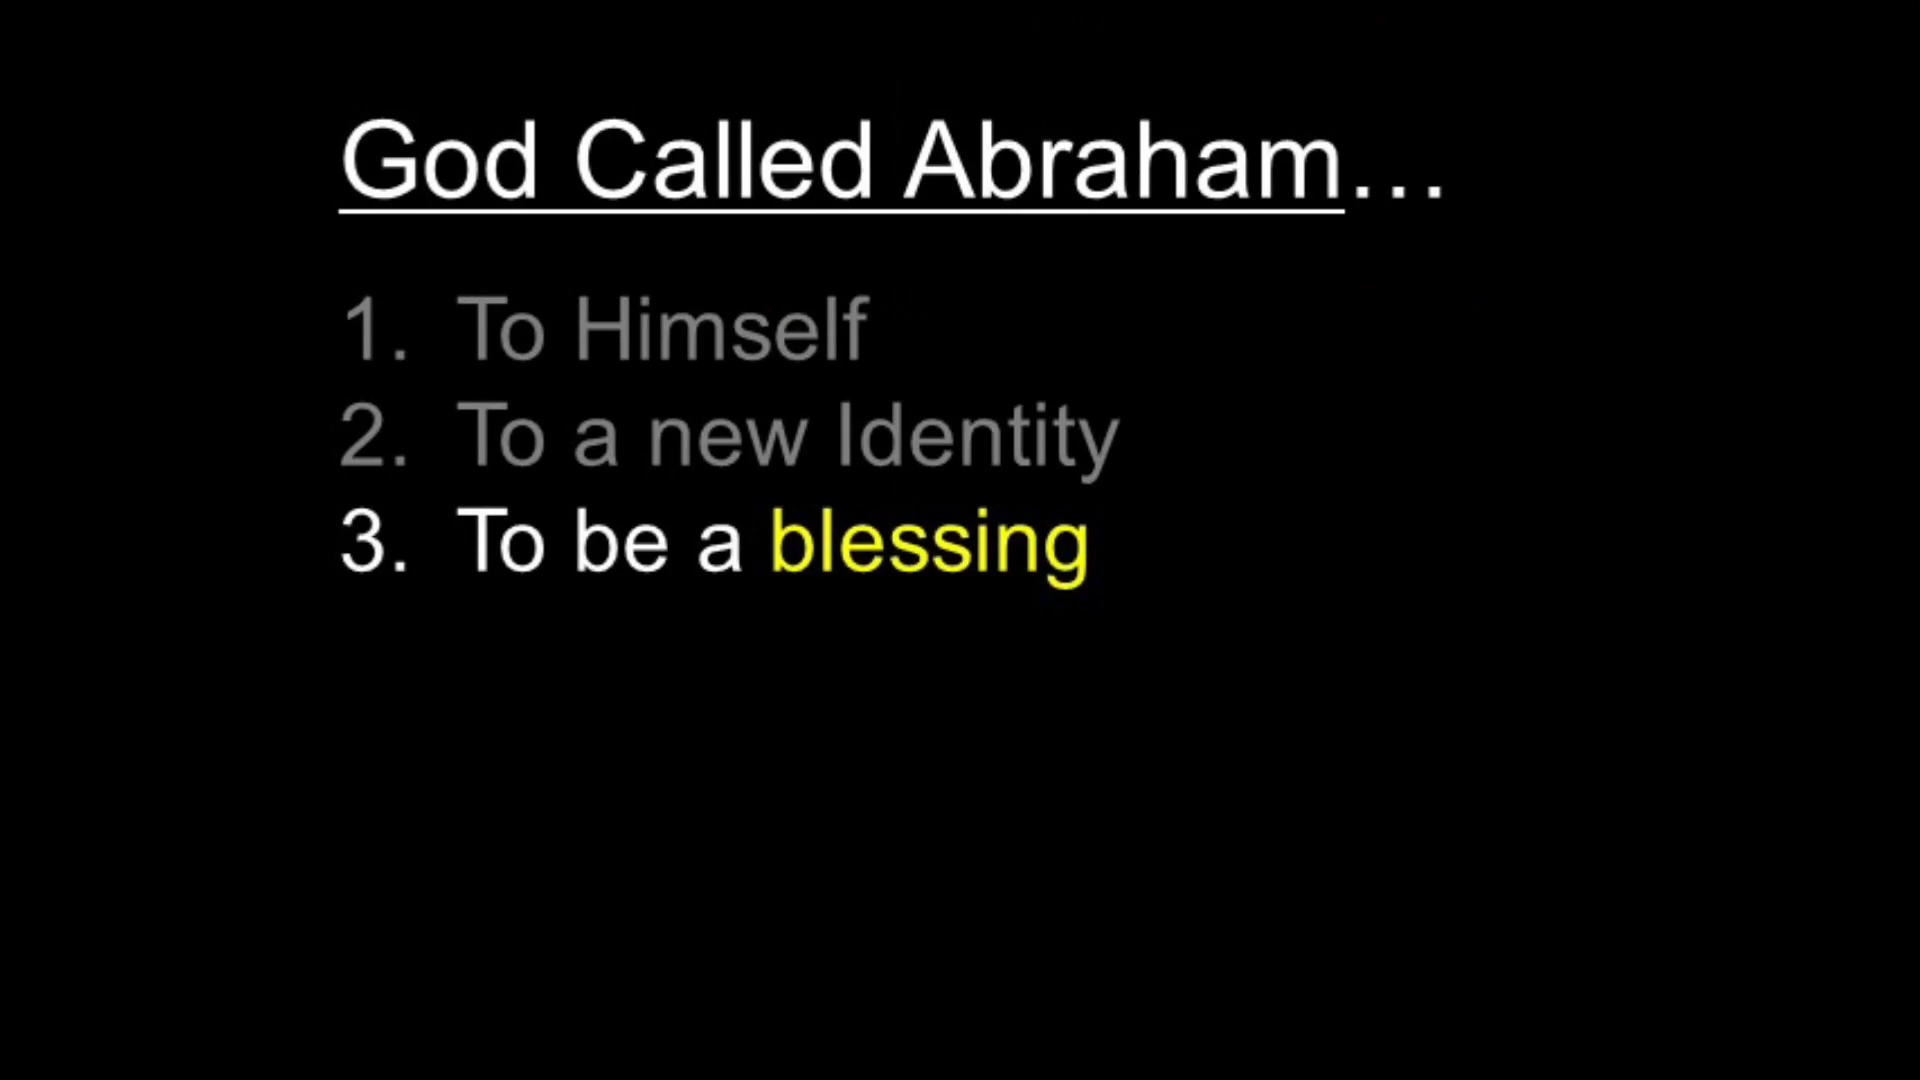 God Called Abraham…
1. To Himself
2. To a new Identity
3. To be a blessing